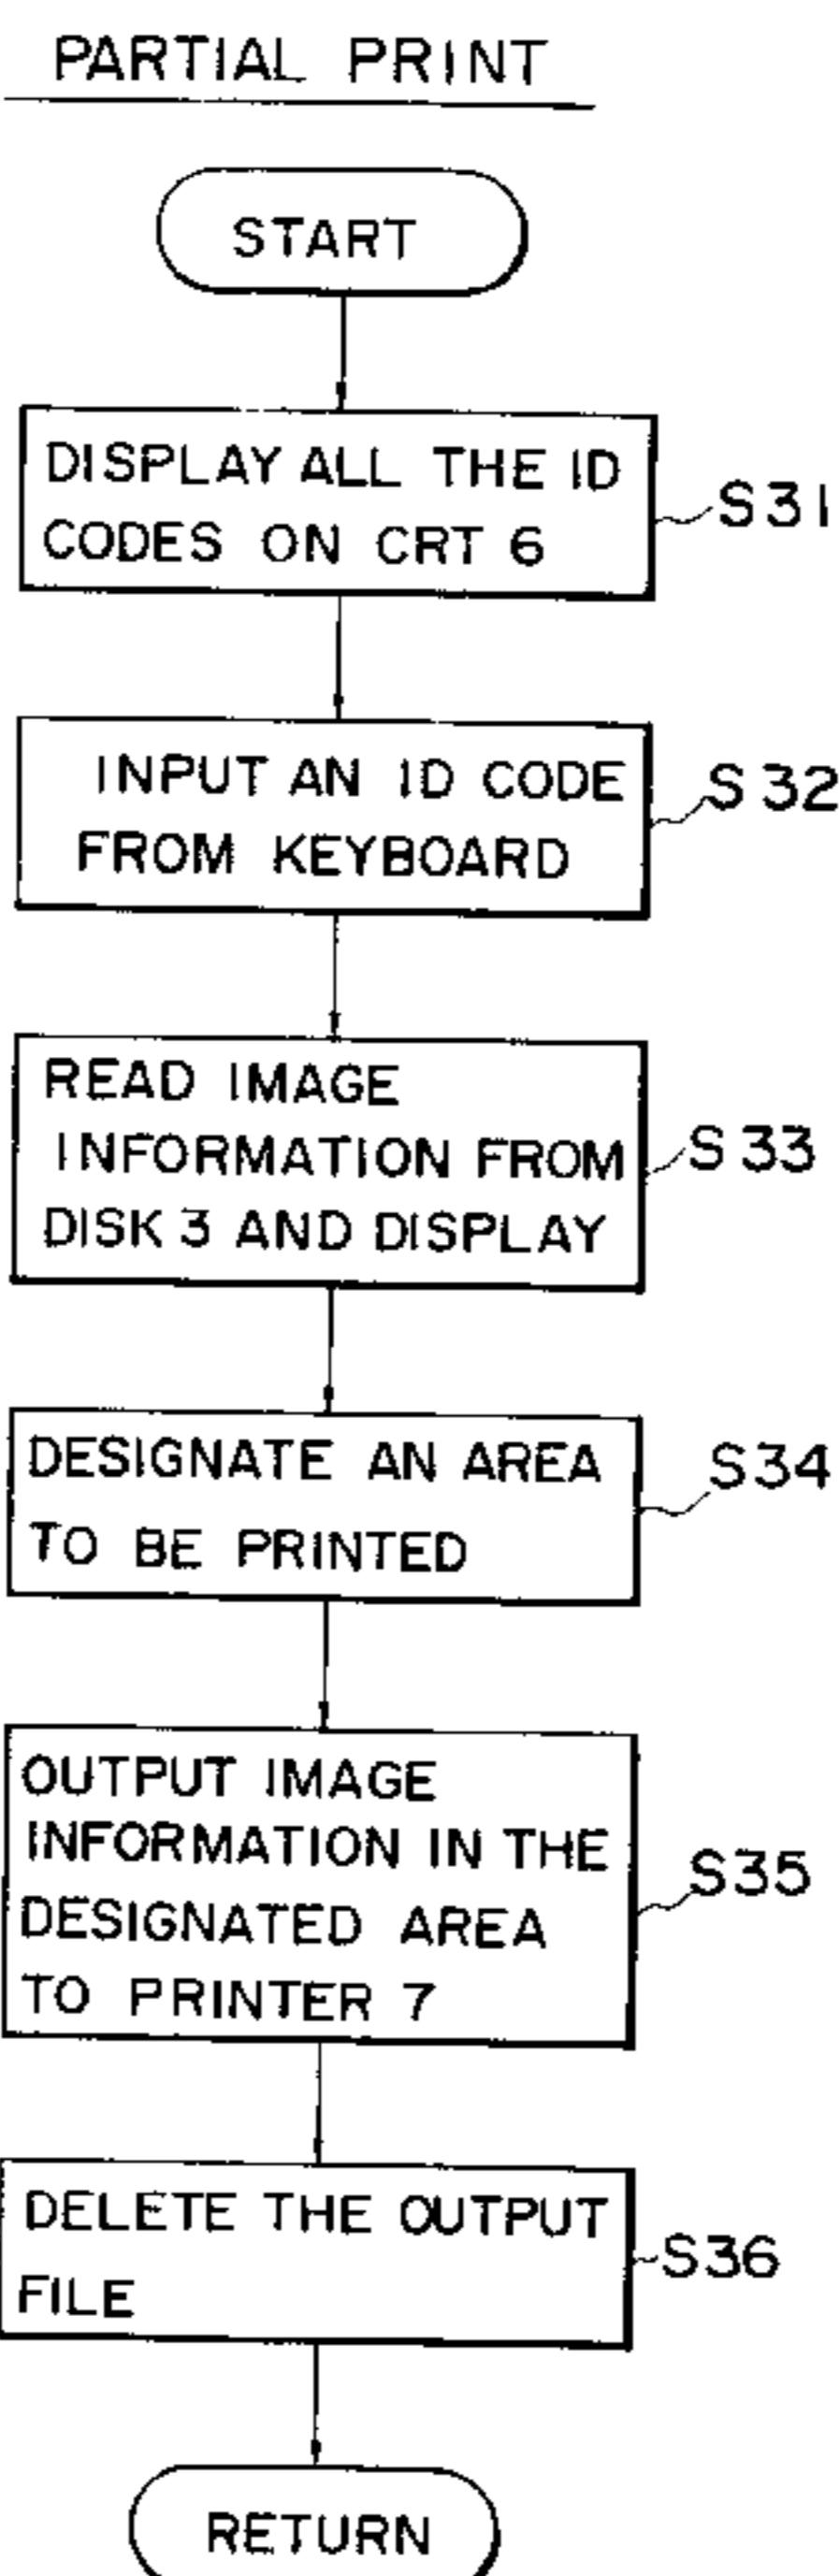 PARTIAL PRINT
START
DISPLAY ALL THE ID
CODES ON CRT 6
S31
INPUT AN ID CODE
FROM KEYBOARD
S32
READ IMAGE
INFORMATION FROM
DISK 3 AND DISPLAY
S33
DESIGNATE AN AREA
TO BE PRINTED
S34
OUTPUT IMAGE
INFORMATION IN THE
DESIGNATED AREA
TO PRINTER 7
S35
DELETE THE OUTPUT
FILE
S36
RETURN